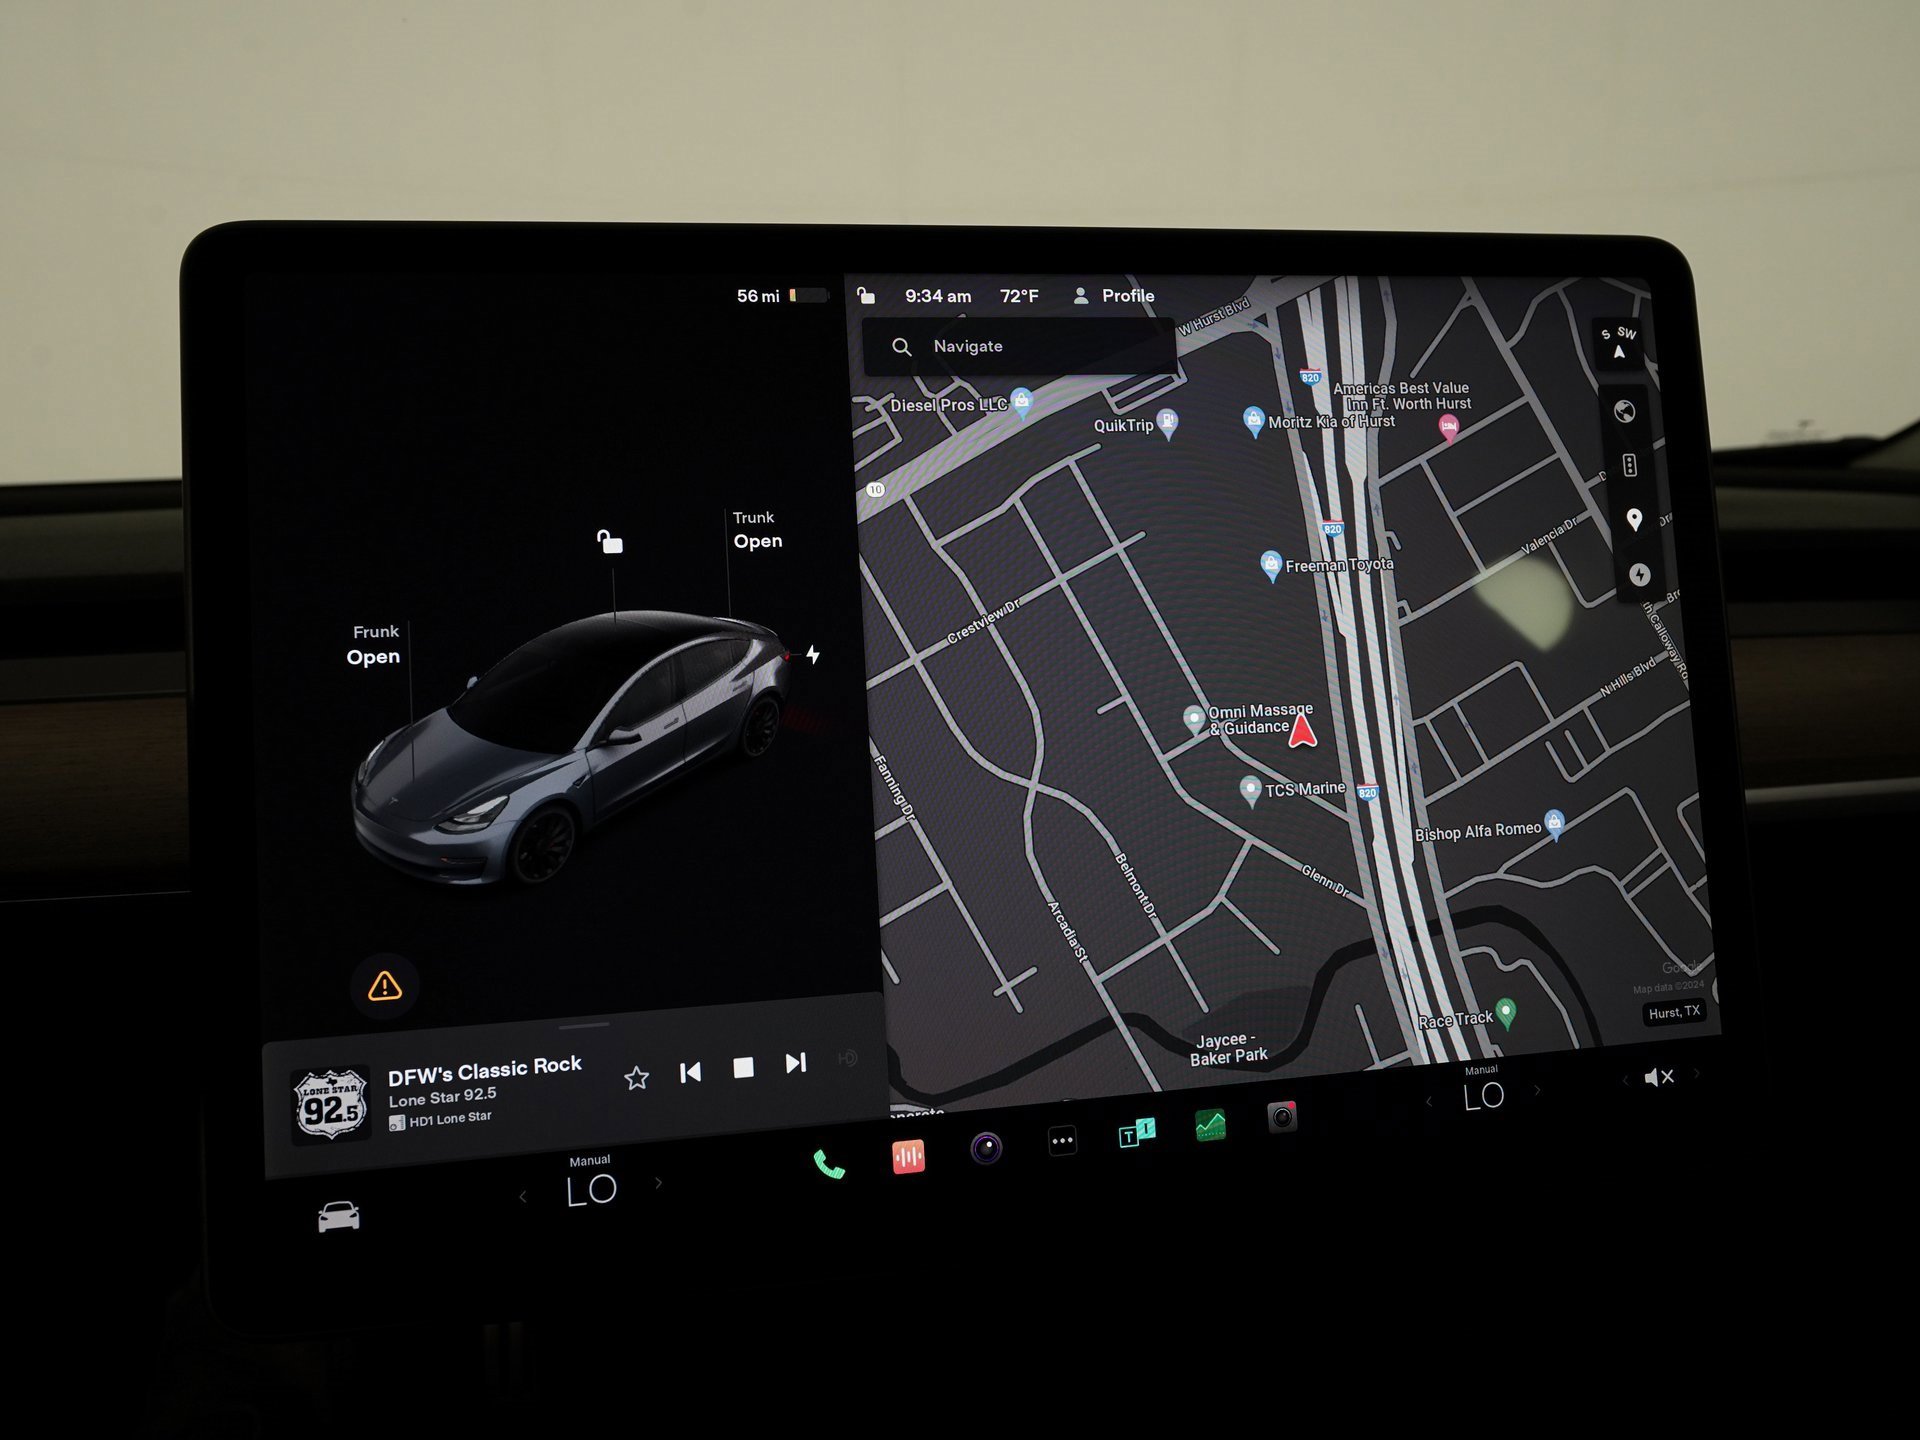 56 mi
9:34 am
72°F
Profile
Navigate
S SW
Trunk
Open
Frunk
Open
W Hurst Blvd
Diesel Pros LLC
QuikTrip
820
Moritz Kia of Hurst
Americas Best Value
Inn Ft. Worth Hurst
10
820
Freeman Toyota
Valencia Dr
Crestview Dr
N Hills Blvd
Omni Massage
& Guidance
TCS Marine
820
Fanning Dr
Bishop Alfa Romeo
Belmont Dr
Glenn Dr
Arcadia St
Race Track
Jaycee -
Baker Park
Google
Map data ©2024
Hurst, TX
LONE STAR
92.5
DFW's Classic Rock
Lone Star 92.5
HD1 Lone Star
HD
Manual
LO
Manual
LO